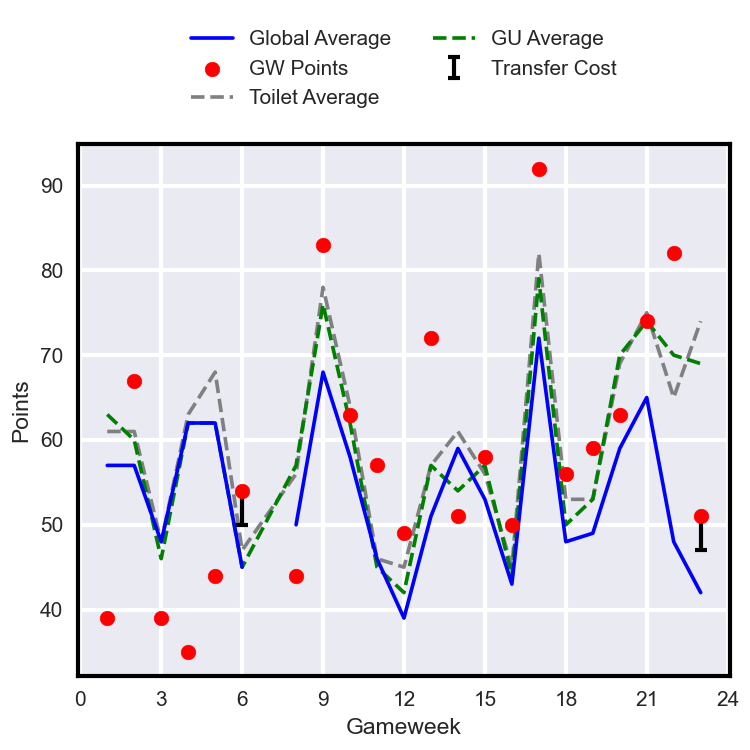 Global Average
GU Average
GW Points
Transfer Cost
Toilet Average
90
80
70
60
50
40
Points
0 3 6 9 12 15 18 21 24
Gameweek